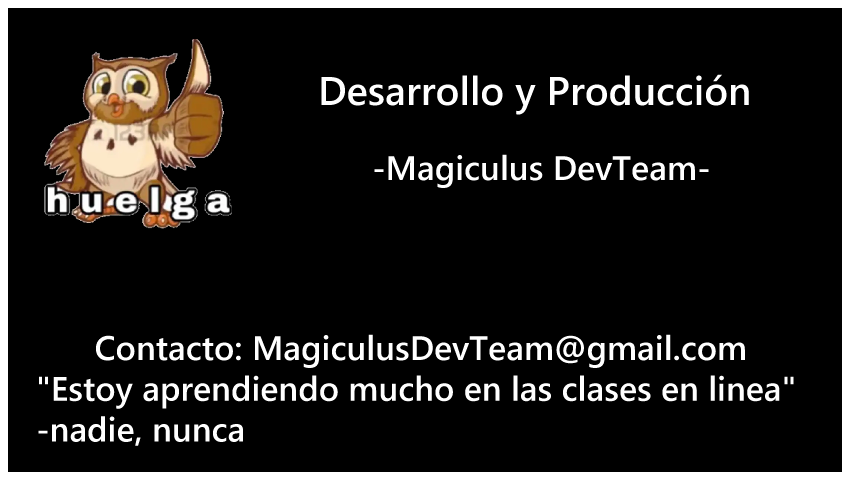 Desarrollo y Producción
-Magiculus DevTeam-
huelga
Contacto: MagiculusDevTeam@gmail.com
"Estoy aprendiendo mucho en las clases en linea"
-nadie, nunca